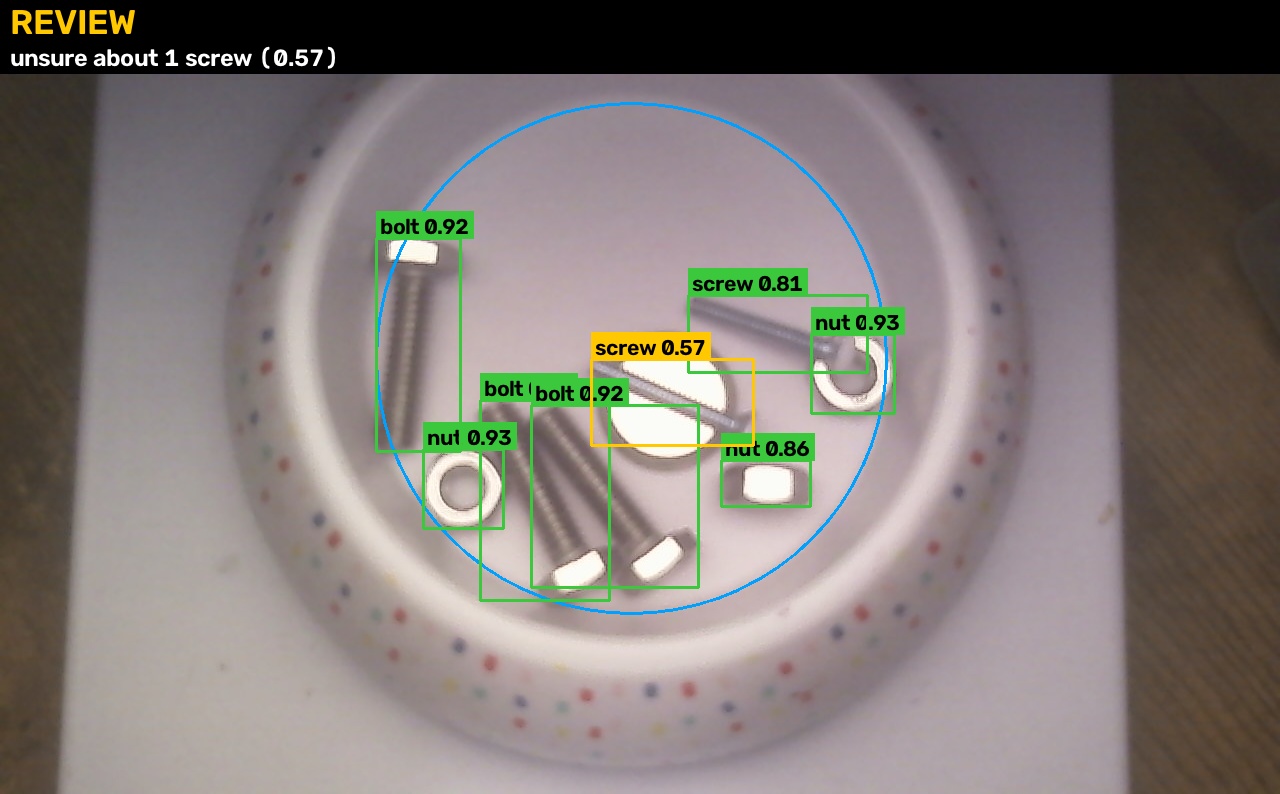 REVIEW
unsure about 1 screw (0.57)
bolt 0.92
screw 0.81
nut 0.93
screw 0.57
bolt
bolt 0.92
nut 0.93
nut 0.86